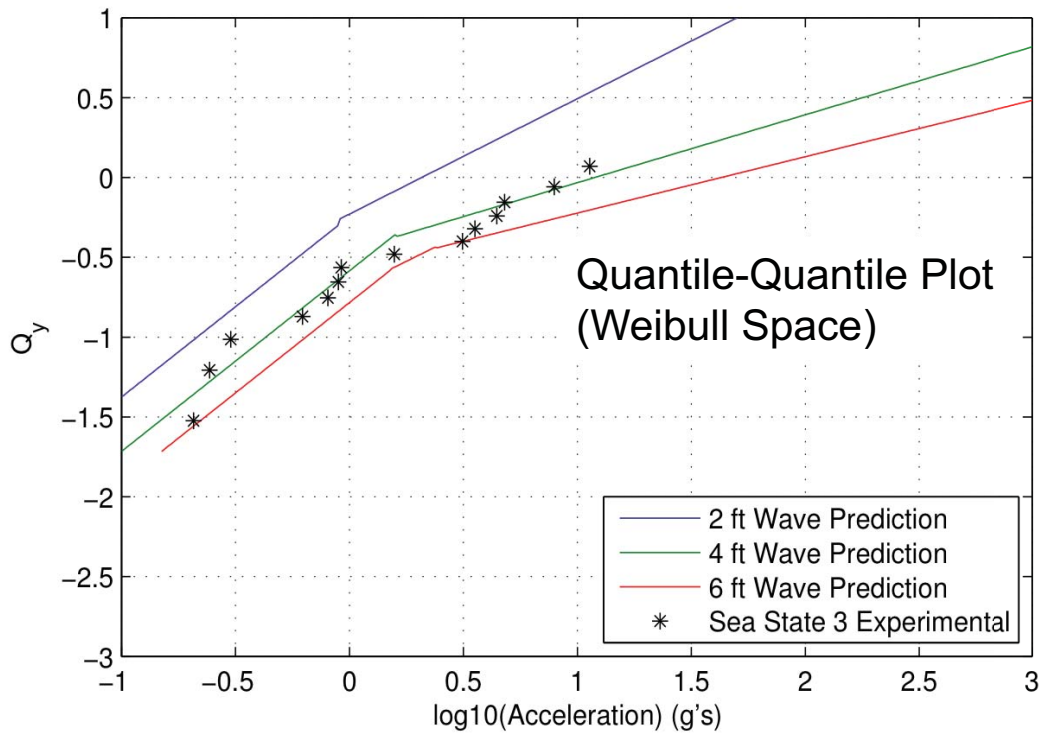 1
0.5
0
−0.5
−1
−1.5
−2
−2.5
−3
Q_y
Quantile-Quantile Plot
(Weibull Space)
2 ft Wave Prediction
4 ft Wave Prediction
6 ft Wave Prediction
Sea State 3 Experimental
−1 −0.5 0 0.5 1 1.5 2 2.5 3
log10(Acceleration) (g's)